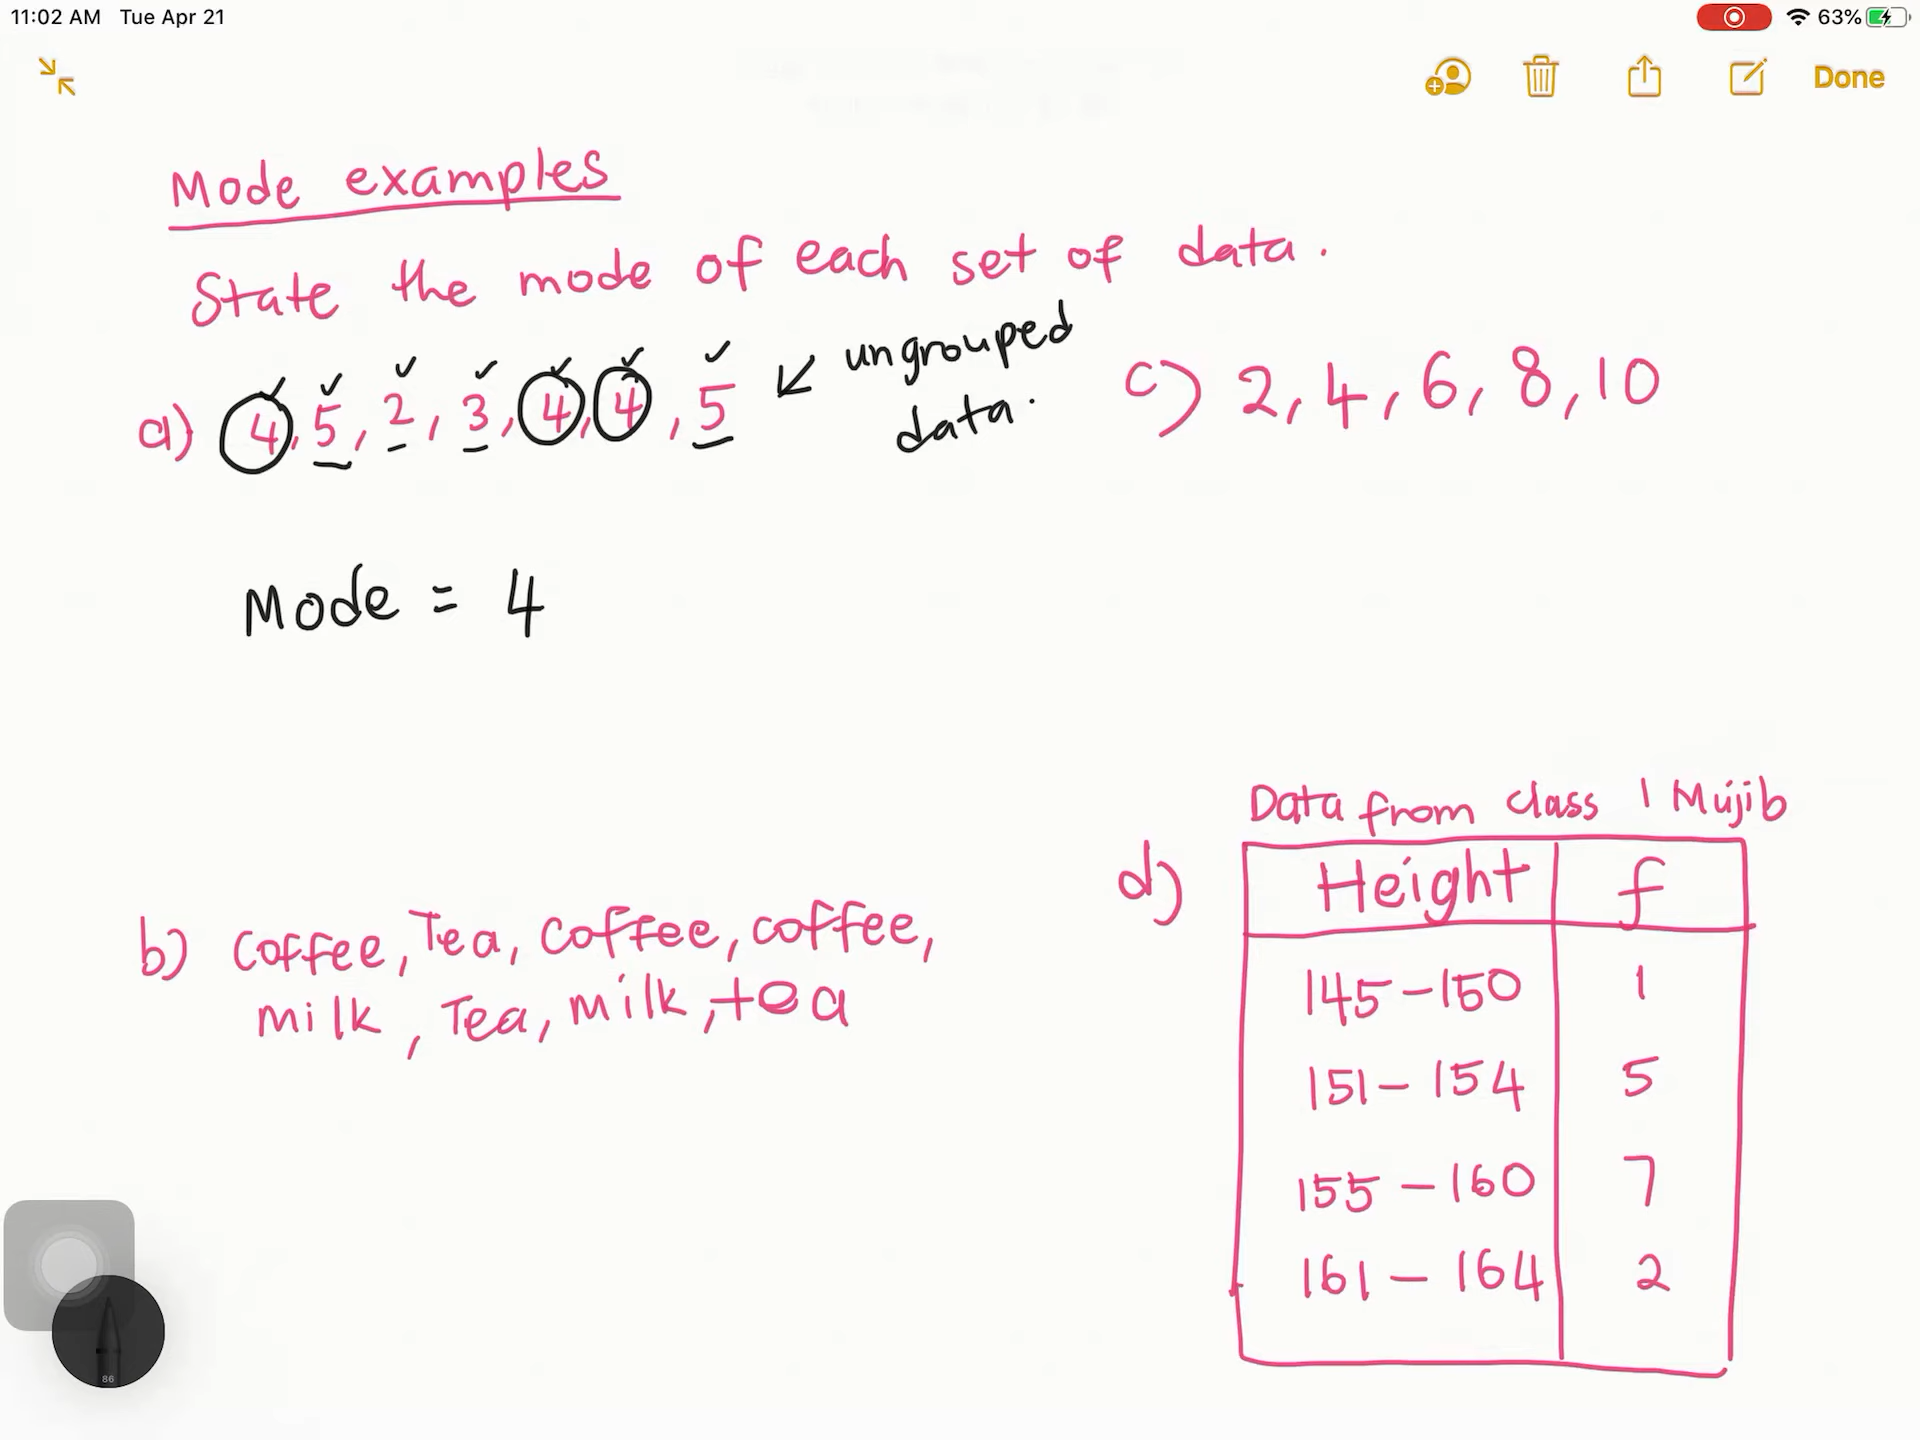 11:02 AM Tue Apr 21
63%
Done
Mode examples
State the mode of each set of data.
a) 4, 5, 2, 3, 4, 4, 5
ungrouped
data.
Mode = 4
b) Coffee, Tea, Coffee, coffee,
milk, Tea, milk, tea
c) 2, 4, 6, 8, 10
Data from class 1 Mujib
d)
Height f
145-150 1
151-154 5
155-160 7
161-164 2
86